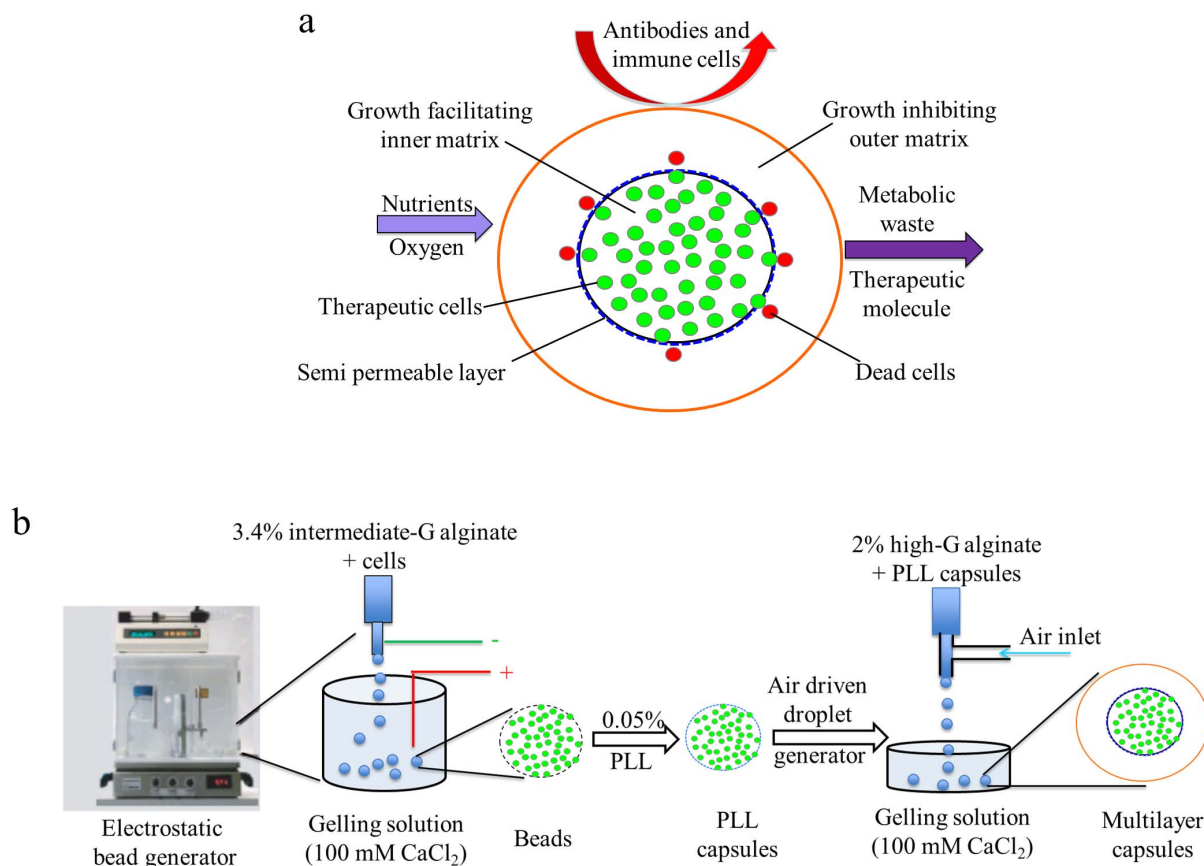 a
Antibodies and
immune cells
Growth facilitating
inner matrix
Growth inhibiting
outer matrix
Nutrients
Oxygen
Metabolic
waste
Therapeutic
molecule
Therapeutic cells
Semi permeable layer
Dead cells
b
3.4% intermediate-G alginate
+ cells
-
+
2% high-G alginate
+ PLL capsules
Air inlet
0.05%
PLL
Air driven
droplet
generator
Electrostatic
bead generator
Gelling solution
(100 mM CaCl₂)
Beads
PLL
capsules
Gelling solution
(100 mM CaCl₂)
Multilayer
capsules